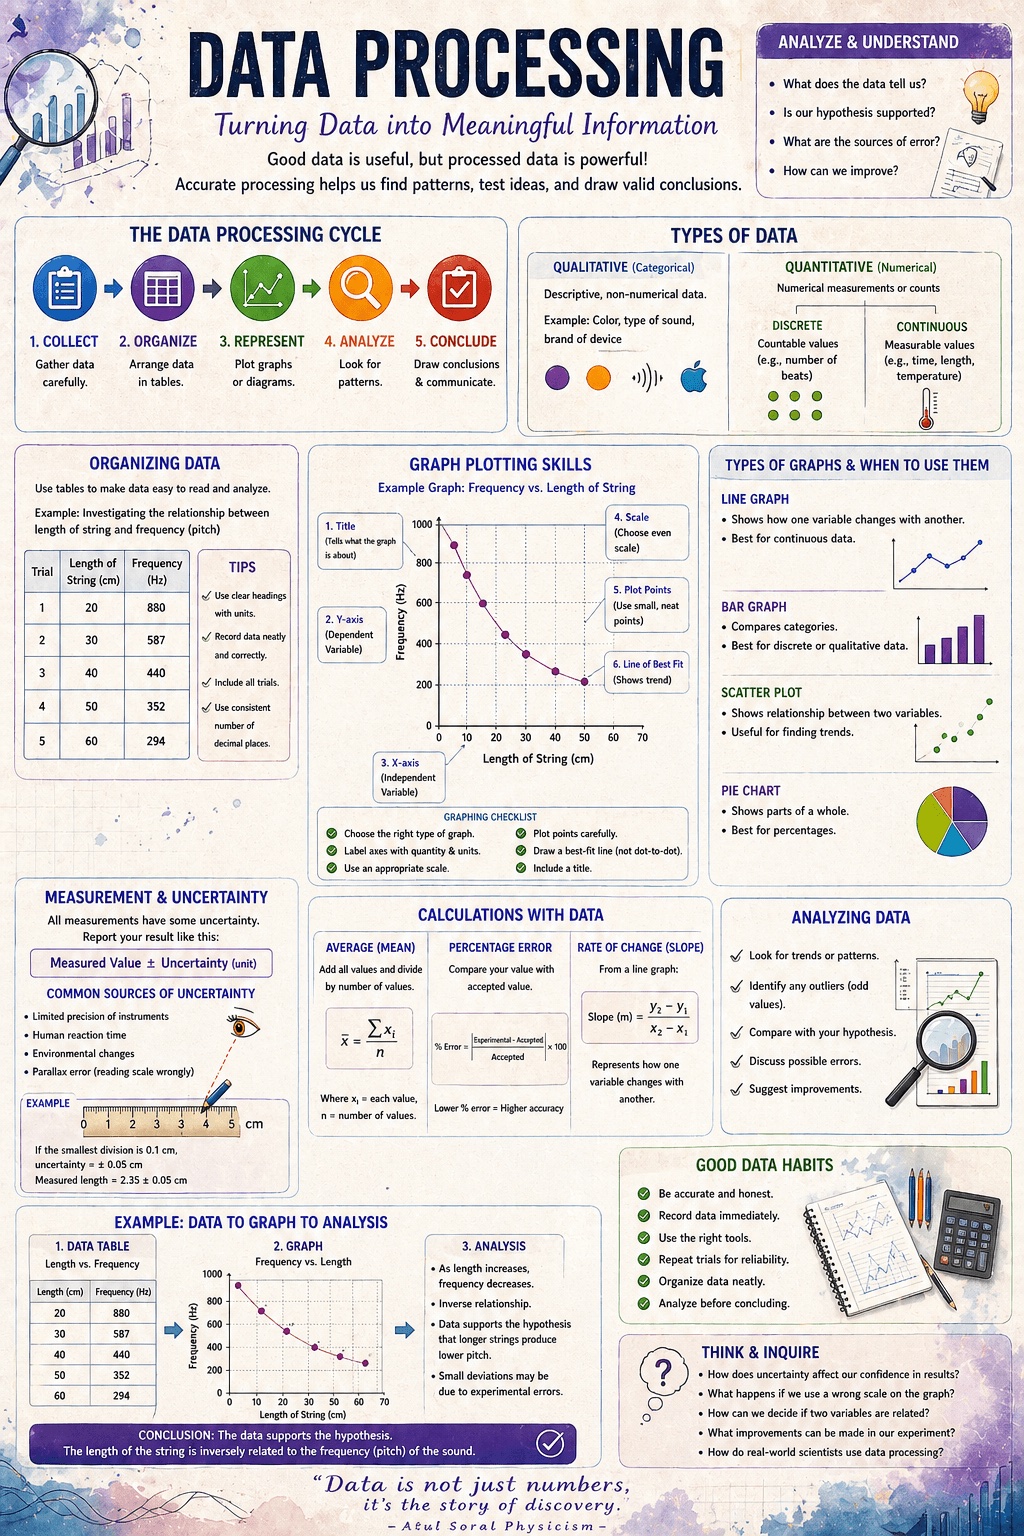 DATA PROCESSING
Turning Data into Meaningful Information
Good data is useful, but processed data is powerful!
Accurate processing helps us find patterns, test ideas, and draw valid conclusions.
ANALYZE & UNDERSTAND
• What does the data tell us?
• Is our hypothesis supported?
• What are the sources of error?
• How can we improve?
THE DATA PROCESSING CYCLE
1. COLLECT
Gather data
carefully.
2. ORGANIZE
Arrange data
in tables.
3. REPRESENT
Plot graphs
or diagrams.
4. ANALYZE
Look for
patterns.
5. CONCLUDE
Draw conclusions
& communicate.
TYPES OF DATA
QUALITATIVE (Categorical)
Descriptive, non-numerical data.
Example: Color, type of sound,
brand of device
QUANTITATIVE (Numerical)
Numerical measurements or counts
DISCRETE
Countable values
(e.g., number of
beats)
CONTINUOUS
Measurable values
(e.g., time, length,
temperature)
ORGANIZING DATA
Use tables to make data easy to read and analyze.
Example: Investigating the relationship between
length of string and frequency (pitch)
Trial Length of String (cm) Frequency (Hz)
1 20 880
2 30 587
3 40 440
4 50 352
5 60 294
TIPS
Use clear headings
with units.
Record data neatly
and correctly.
Include all trials.
Use consistent
number of
decimal places.
GRAPH PLOTTING SKILLS
Example Graph: Frequency vs. Length of String
1. Title
(Tells what the graph
is about)
2. Y-axis
(Dependent
Variable)
3. X-axis
(Independent
Variable)
4. Scale
(Choose even
scale)
5. Plot Points
(Use small, neat
points)
6. Line of Best Fit
(Shows trend)
Frequency (Hz)
1000
800
600
400
200
0
0 10 20 30 40 50 60 70
Length of String (cm)
GRAPHING CHECKLIST
Choose the right type of graph.
Label axes with quantity & units.
Use an appropriate scale.
Plot points carefully.
Draw a best-fit line (not dot-to-dot).
Include a title.
TYPES OF GRAPHS & WHEN TO USE THEM
LINE GRAPH
• Shows how one variable changes with another.
• Best for continuous data.
BAR GRAPH
• Compares categories.
• Best for discrete or qualitative data.
SCATTER PLOT
• Shows relationship between two variables.
• Useful for finding trends.
PIE CHART
• Shows parts of a whole.
• Best for percentages.
MEASUREMENT & UNCERTAINTY
All measurements have some uncertainty.
Report your result like this:
Measured Value ± Uncertainty (unit)
COMMON SOURCES OF UNCERTAINTY
• Limited precision of instruments
• Human reaction time
• Environmental changes
• Parallax error (reading scale wrongly)
EXAMPLE
0 1 2 3 4 5 cm
If the smallest division is 0.1 cm,
uncertainty = ± 0.05 cm
Measured length = 2.35 ± 0.05 cm
CALCULATIONS WITH DATA
AVERAGE (MEAN)
Add all values and divide
by number of values.
x̄ = ∑xᵢ / n
Where xᵢ = each value,
n = number of values.
PERCENTAGE ERROR
Compare your value with
accepted value.
% Error = |Experimental - Accepted / Accepted| x 100
Lower % error = Higher accuracy
RATE OF CHANGE (SLOPE)
From a line graph:
Slope (m) = y₂ − y₁ / x₂ − x₁
Represents how one
variable changes with
another.
ANALYZING DATA
Look for trends or patterns.
Identify any outliers (odd
values).
Compare with your hypothesis.
Discuss possible errors.
Suggest improvements.
GOOD DATA HABITS
Be accurate and honest.
Record data immediately.
Use the right tools.
Repeat trials for reliability.
Organize data neatly.
Analyze before concluding.
EXAMPLE: DATA TO GRAPH TO ANALYSIS
1. DATA TABLE
Length vs. Frequency
Length (cm) Frequency (Hz)
20 880
30 587
40 440
50 352
60 294
2. GRAPH
Frequency vs. Length
Frequency (Hz)
1000
800
600
400
200
0
0 10 20 30 40 50 60 70
Length of String (cm)
3. ANALYSIS
• As length increases,
frequency decreases.
• Inverse relationship.
• Data supports the hypothesis
that longer strings produce
lower pitch.
• Small deviations may be
due to experimental errors.
CONCLUSION: The data supports the hypothesis.
The length of the string is inversely related to the frequency (pitch) of the sound.
THINK & INQUIRE
?
• How does uncertainty affect our confidence in results?
• What happens if we use a wrong scale on the graph?
• How can we decide if two variables are related?
• What improvements can be made in our experiment?
• How do real-world scientists use data processing?
"Data is not just numbers,
it's the story of discovery.
– Atul Soral Physicism –